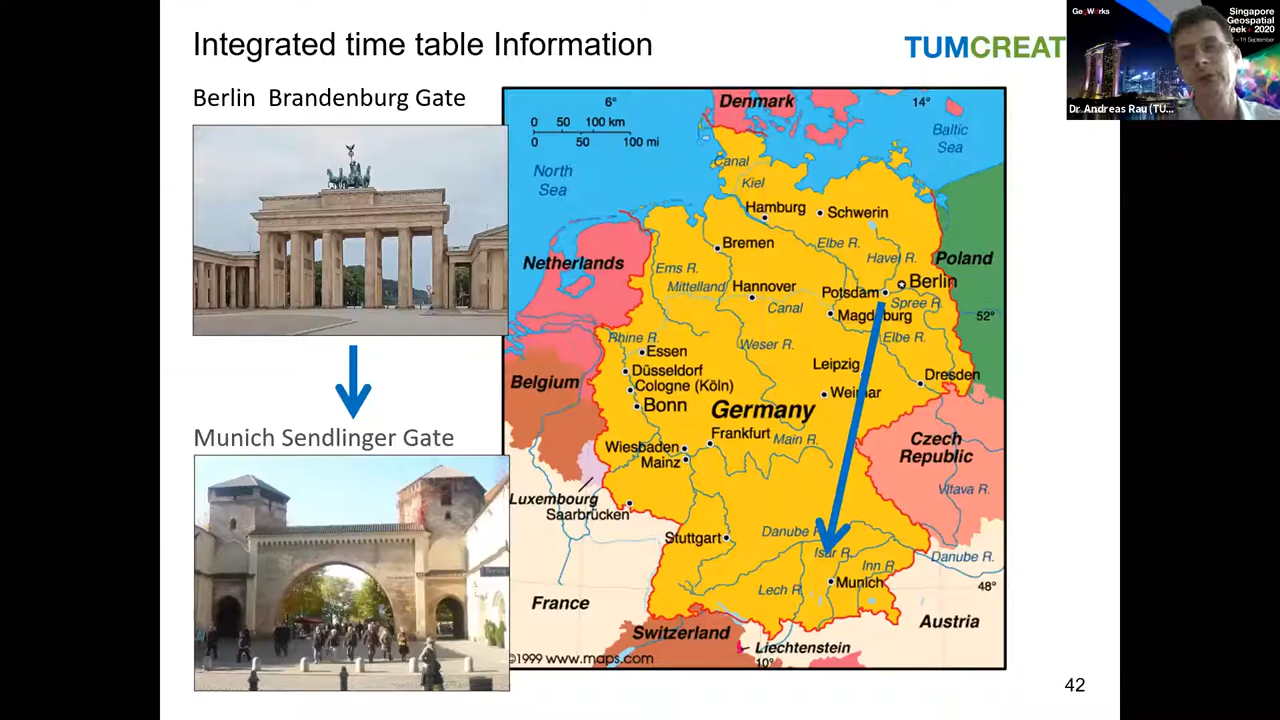 Integrated time table Information
TUMCREAT
GeoWorks
Singapore
Geospatial
Week 2020
Dr Andreas Rau (TU...
Berlin Brandenburg Gate
Munich Sendlinger Gate
6°
14°
0 50 100 km
0 50 100 mi
Denmark
Baltic
Sea
North
Sea
Canal
Kiel
Hamburg
Schwerin
Bremen
Elbe R.
Havel R.
Poland
Netherlands
Ems R.
Mittelland
Hannover
Canal
Potsdam
Berlin
Spree R.
Magdeburg
52°
Rhine R.
Weser R.
Elbe R.
Essen
Düsseldorf
Cologne (Köln)
Bonn
Belgium
Leipzig
Weimar
Dresden
Germany
Frankfurt
Main R.
Wiesbaden
Mainz
Czech
Republic
Vltava R.
Luxembourg
Saarbrücken
Stuttgart
Danube
Isar R.
Danube R.
Inn R.
Lech R.
Munich
48°
France
Austria
Switzerland
Liechtenstein
10°
©1999 www.maps.com
42